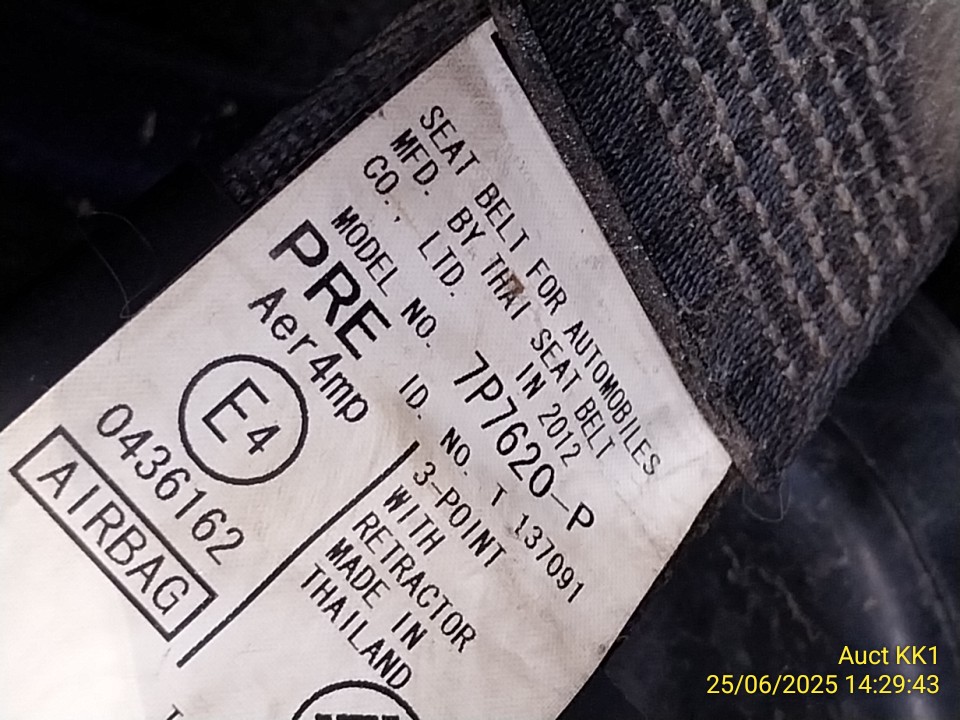 SEAT BELT FOR AUTOMOBILES
MFD. BY THAI SEAT BELT
CO., LTD. IN 2012
MODEL NO. 7P7620-P
PRE ID. NO. T 137091
Aer4mp
E4
3-POINT
WITH
RETRACTOR
MADE IN
THAILAND
0436162
AIRBAG
Auct KK1
25/06/2025 14:29:43